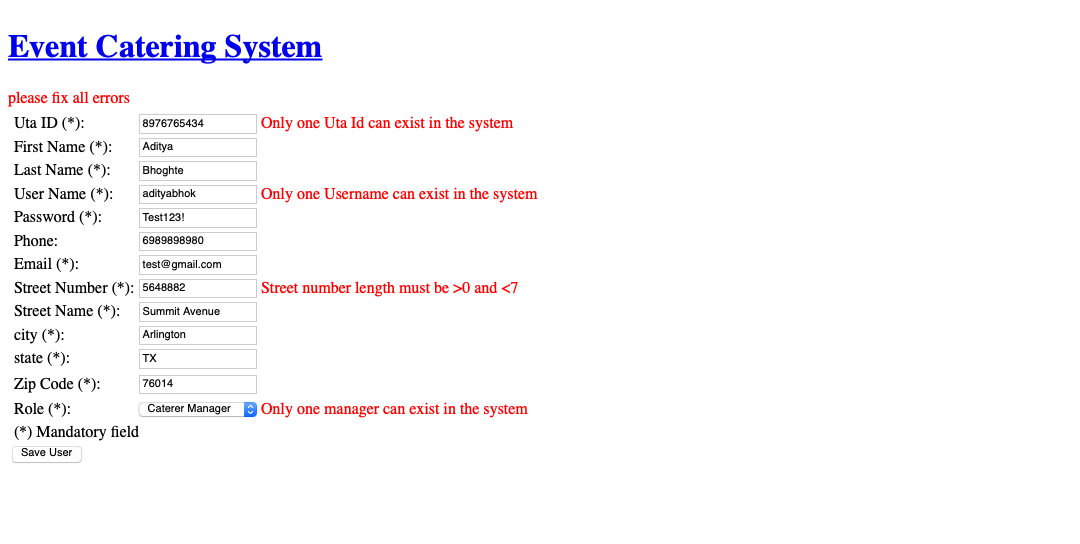 Event Catering System
please fix all errors
Uta ID (*): 8976765434 Only one Uta Id can exist in the system
First Name (*): Aditya
Last Name (*): Bhoghte
User Name (*): adityabhok Only one Username can exist in the system
Password (*): Test123!
Phone: 6989898980
Email (*): test@gmail.com
Street Number (*): 5648882 Street number length must be >0 and <7
Street Name (*): Summit Avenue
city (*): Arlington
state (*): TX
Zip Code (*): 76014
Role (*): Caterer Manager Only one manager can exist in the system
(*) Mandatory field
Save User